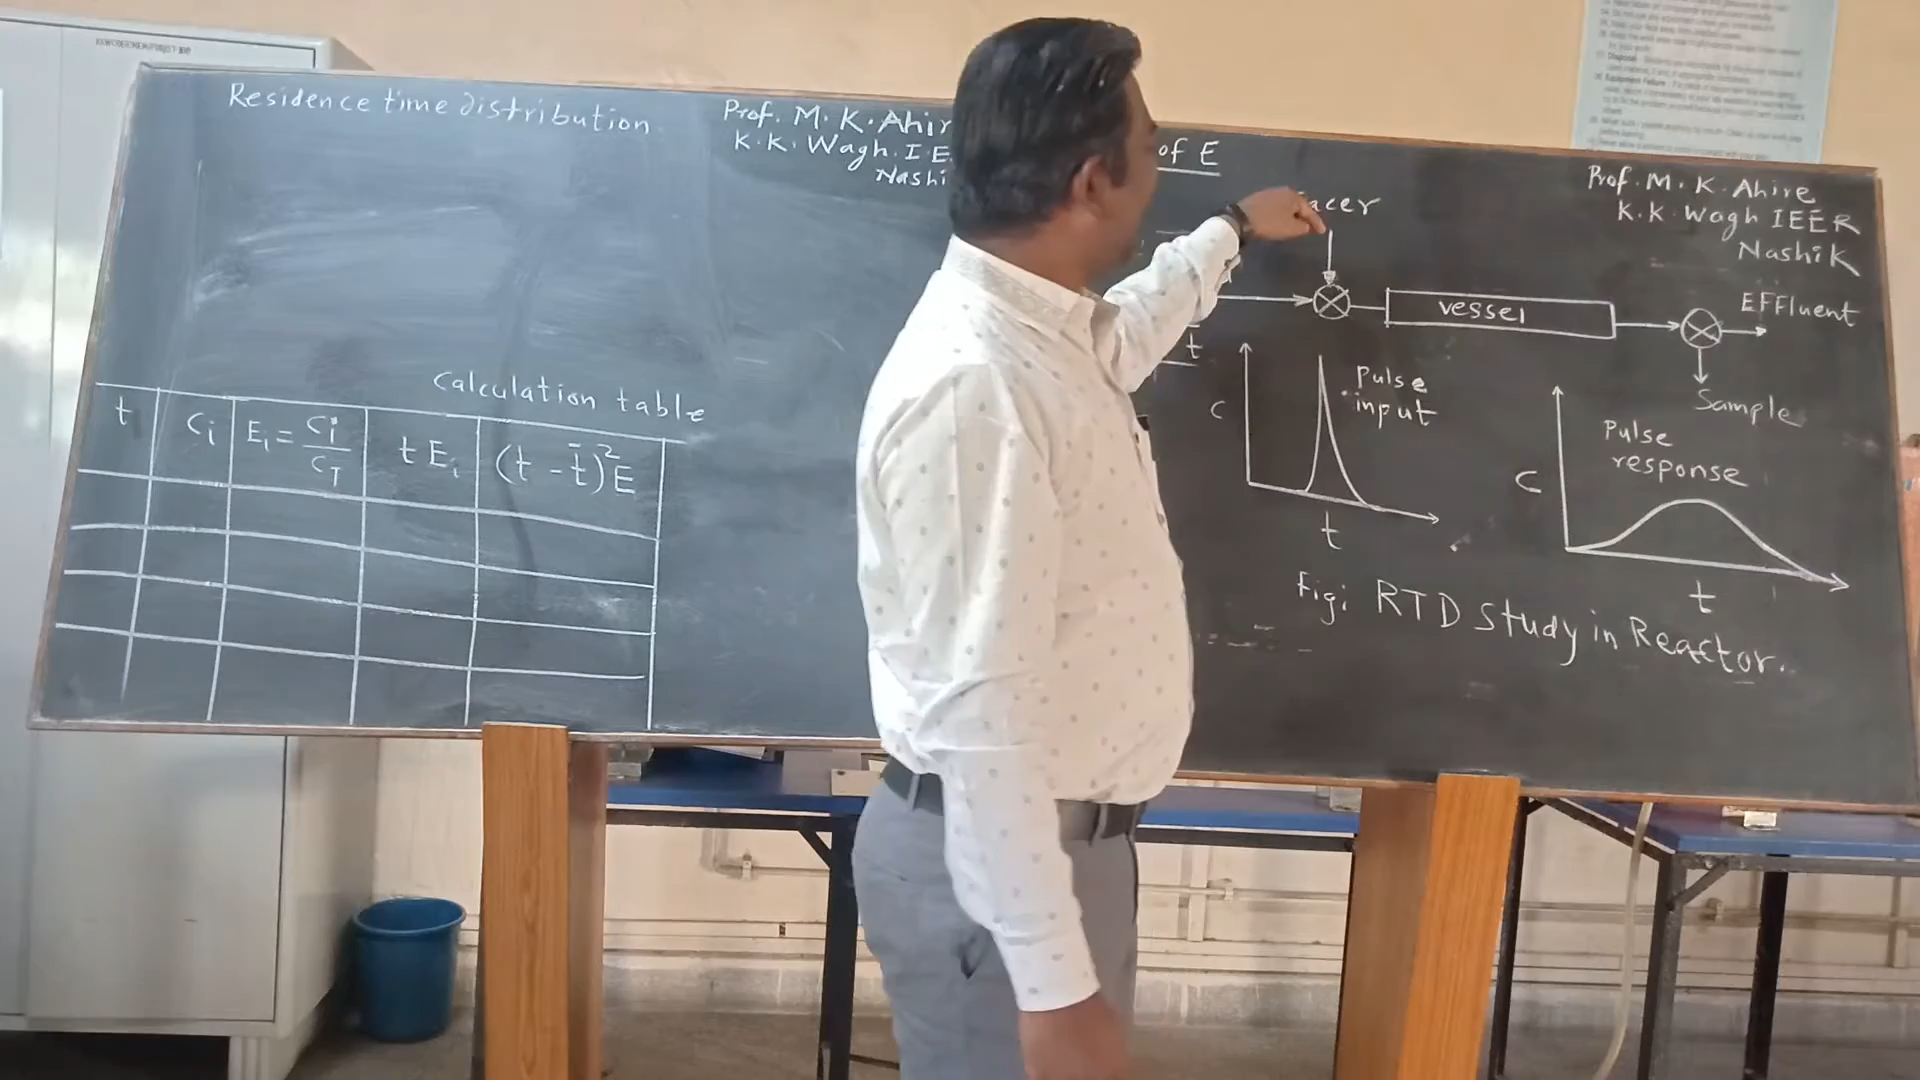 Residence time distribution
Prof. M. K. Ahir
K. K. Wagh. I. E.
Nashi
Calculation table
t
Ci
Ei = Ci / CT
t Ei
(t - t̄)²E
of E
acer
Prof. M. K. Ahire
K. K. Wagh IEER
Nashik
vessel
EFFluent
Sample
t
C
Pulse
input
t
C
Pulse
response
t
Fig: RTD Study in Reactor.